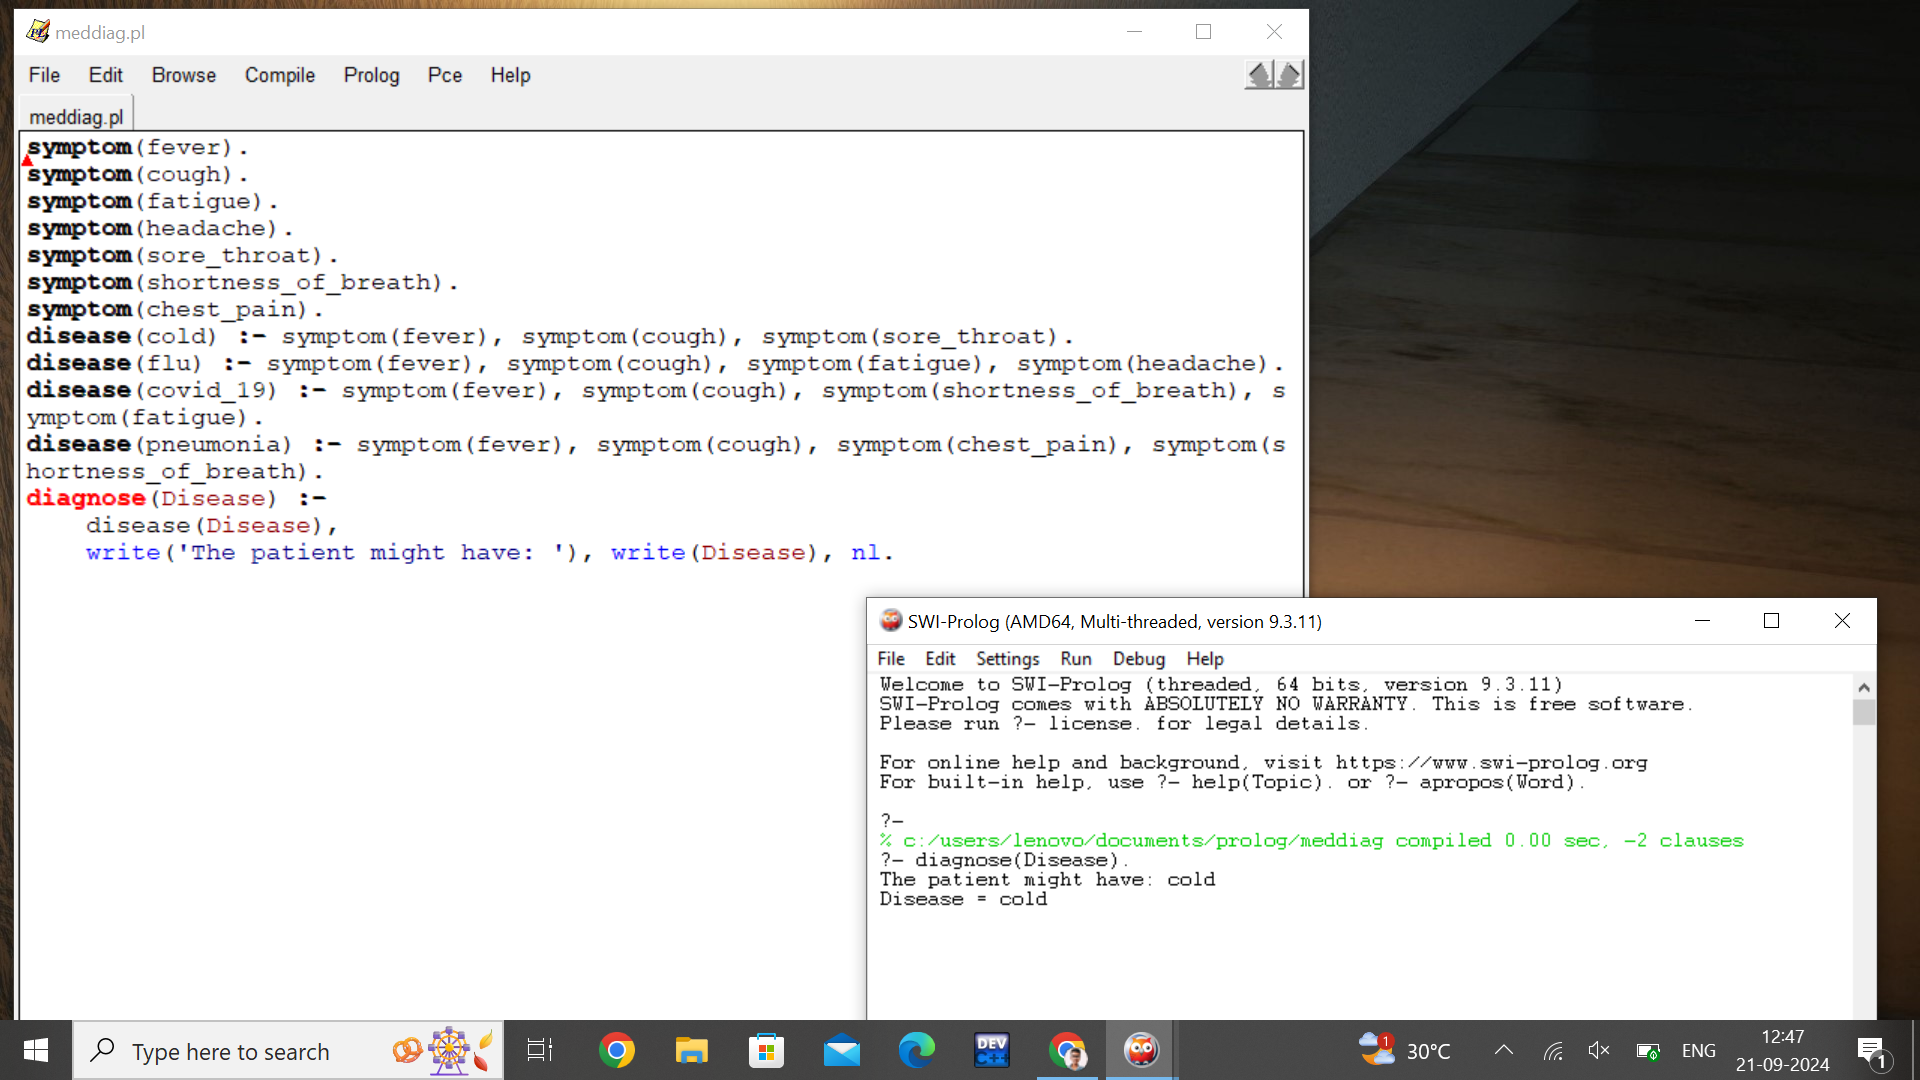 meddiag.pl
File Edit Browse Compile Prolog Pce Help
meddiag.pl
symptom(fever).
symptom(cough).
symptom(fatigue).
symptom(headache).
symptom(sore_throat).
symptom(shortness_of_breath).
symptom(chest_pain).
disease(cold) :- symptom(fever), symptom(cough), symptom(sore_throat).
disease(flu) :- symptom(fever), symptom(cough), symptom(fatigue), symptom(headache).
disease(covid_19) :- symptom(fever), symptom(cough), symptom(shortness_of_breath), s
ymptom(fatigue).
disease(pneumonia) :- symptom(fever), symptom(cough), symptom(chest_pain), symptom(s
hortness_of_breath).
diagnose(Disease) :-
disease(Disease),
write('The patient might have: '), write(Disease), nl.
SWI-Prolog (AMD64, Multi-threaded, version 9.3.11)
File Edit Settings Run Debug Help
Welcome to SWI-Prolog (threaded, 64 bits, version 9.3.11)
SWI-Prolog comes with ABSOLUTELY NO WARRANTY. This is free software.
Please run ?- license. for legal details.
For online help and background, visit https://www.swi-prolog.org
For built-in help, use ?- help(Topic). or ?- apropos(Word).
?-
% c:/users/lenovo/documents/prolog/meddiag compiled 0.00 sec, -2 clauses
?- diagnose(Disease).
The patient might have: cold
Disease = cold
Type here to search
DEV
C++
1
30°C
ENG
12:47
21-09-2024
1